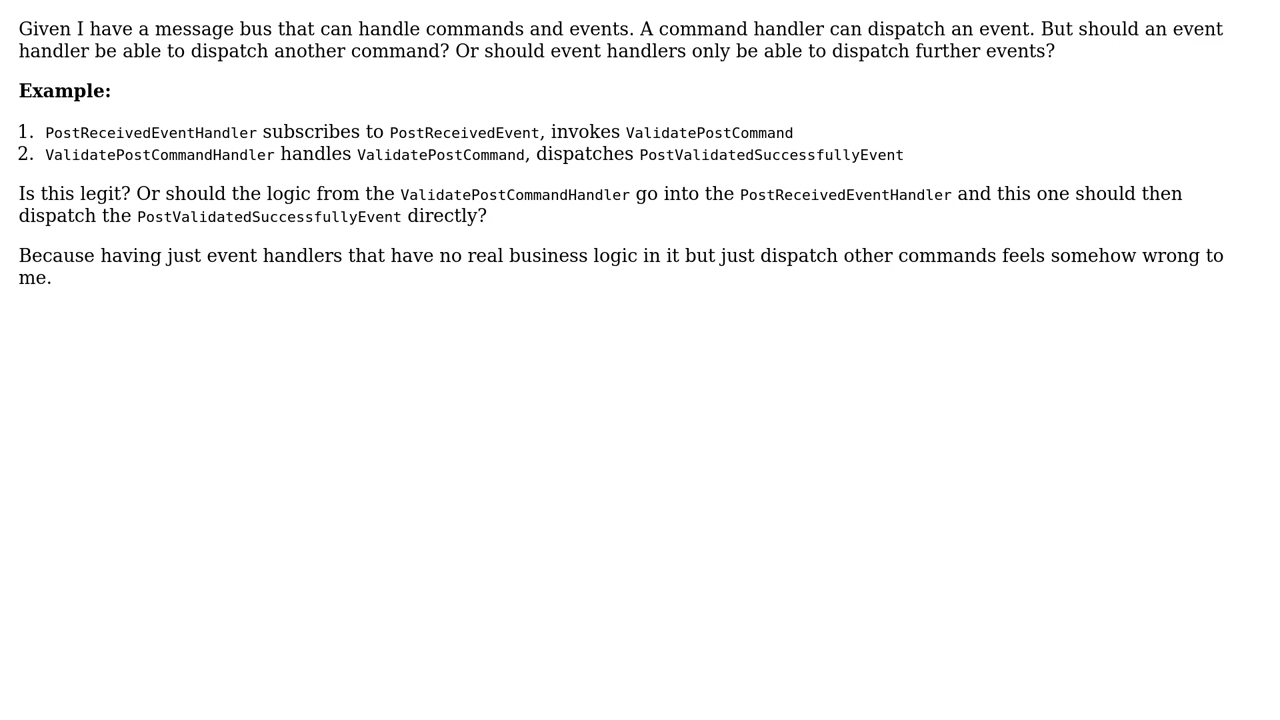 Given I have a message bus that can handle commands and events. A command handler can dispatch an event. But should an event
handler be able to dispatch another command? Or should event handlers only be able to dispatch further events?
Example:
1. PostReceivedEventHandler subscribes to PostReceivedEvent, invokes ValidatePostCommand
2. ValidatePostCommandHandler handles ValidatePostCommand, dispatches PostValidatedSuccessfullyEvent
Is this legit? Or should the logic from the ValidatePostCommandHandler go into the PostReceivedEventHandler and this one should then
dispatch the PostValidatedSuccessfullyEvent directly?
Because having just event handlers that have no real business logic in it but just dispatch other commands feels somehow wrong to
me.